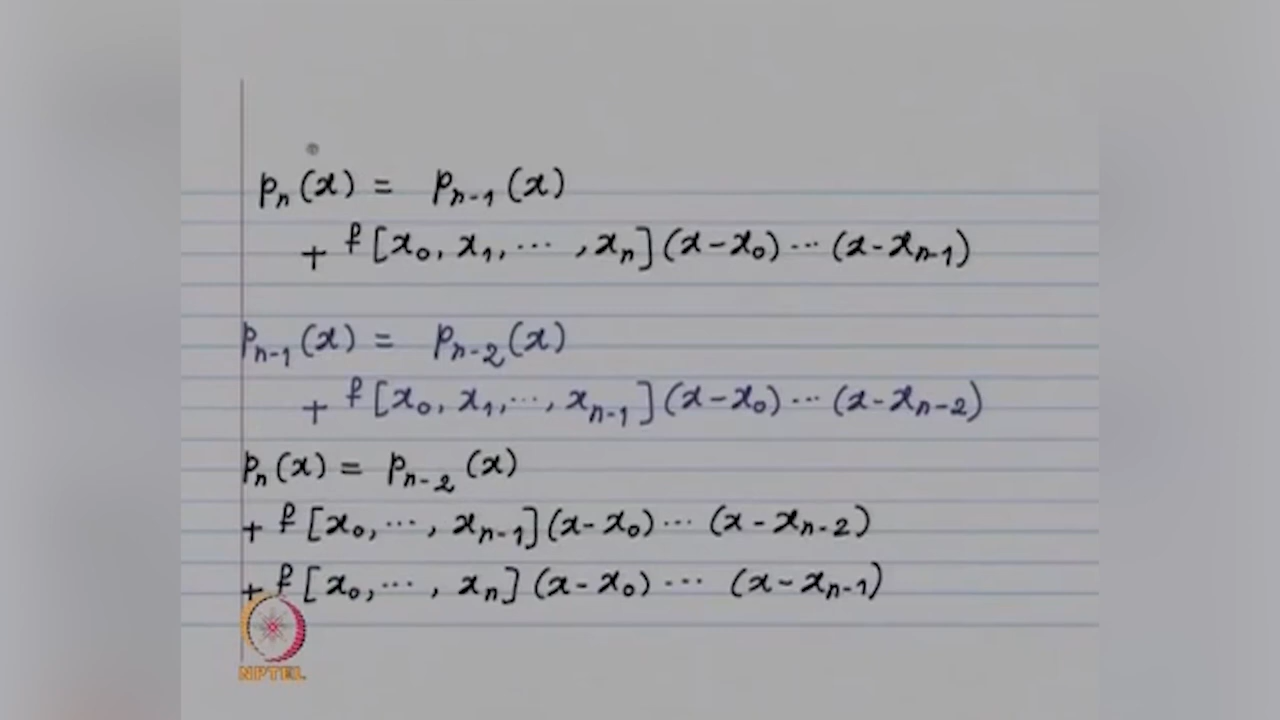 pₙ(x) = pₙ₋₁(x)
+ f[x₀, x₁, ⋯ , xₙ](x-x₀) ⋯ (x-xₙ₋₁)
pₙ₋₁(x) = pₙ₋₂(x)
+ f[x₀, x₁, ⋯ , xₙ₋₁](x-x₀) ⋯ (x-xₙ₋₂)
pₙ(x) = pₙ₋₂(x)
+ f[x₀, ⋯ , xₙ₋₁](x-x₀) ⋯ (x-xₙ₋₂)
+ f[x₀, ⋯ , xₙ](x-x₀) ⋯ (x-xₙ₋₁)
NPTEL